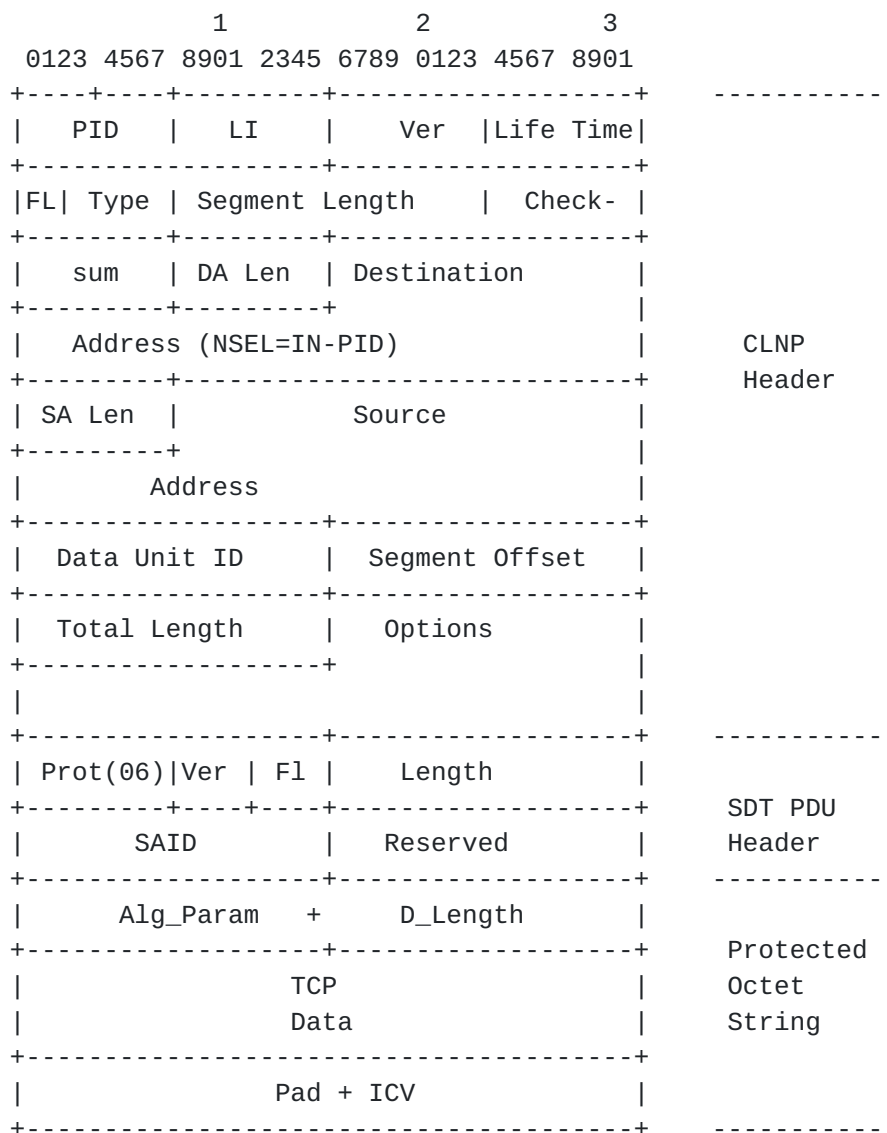 1            2           3
 0123 4567 8901 2345 6789 0123 4567 8901
+----+----+---------+-------------------+    -----------
|   PID   |   LI    |    Ver  |Life Time|
+-------------------+-------------------+
|FL| Type | Segment Length    |  Check- |
+---------+---------+-------------------+
|   sum   | DA Len  | Destination       |
+---------+---------+                   |
|   Address (NSEL=IN-PID)               |      CLNP
+---------+-----------------------------+      Header
| SA Len  |           Source            |
+---------+                             |
|        Address                        |
+-------------------+-------------------+
|  Data Unit ID     |  Segment Offset   |
+-------------------+-------------------+
|  Total Length     |   Options         |
+-------------------+                   |
|                                       |
+-------------------+-------------------+    -----------
| Prot(06)|Ver | Fl |    Length         |
+---------+----+----+-------------------+     SDT PDU
|       SAID        |   Reserved        |     Header
+-------------------+-------------------+    -----------
|      Alg_Param   +     D_Length       |
+-------------------+-------------------+     Protected
|                 TCP                   |     Octet
|                 Data                  |     String
+---------------------------------------+
|                Pad + ICV              |
+---------------------------------------+    -----------